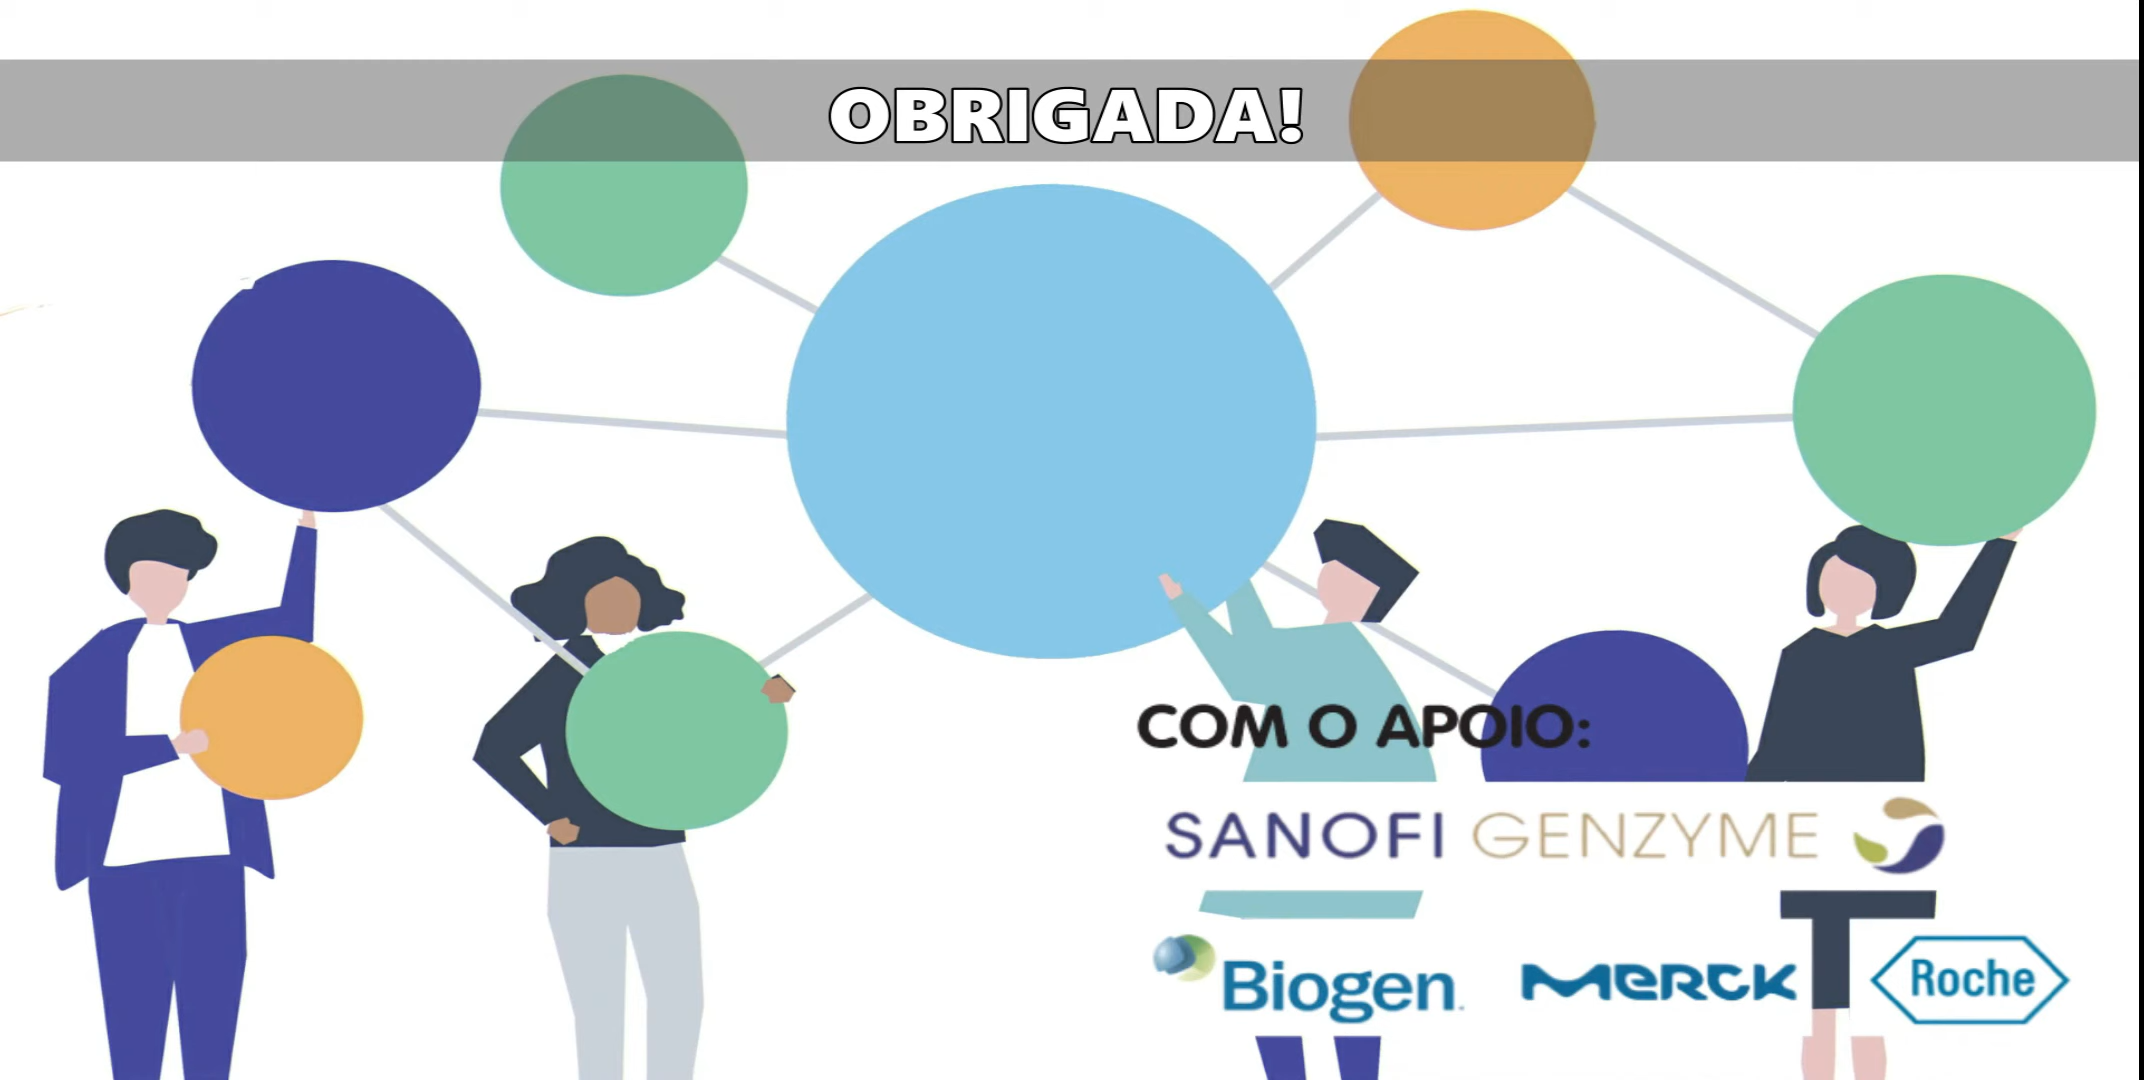 OBRIGADA!
COM O APOIO:
SANOFI GENZYME
Biogen.
MERCK
Roche